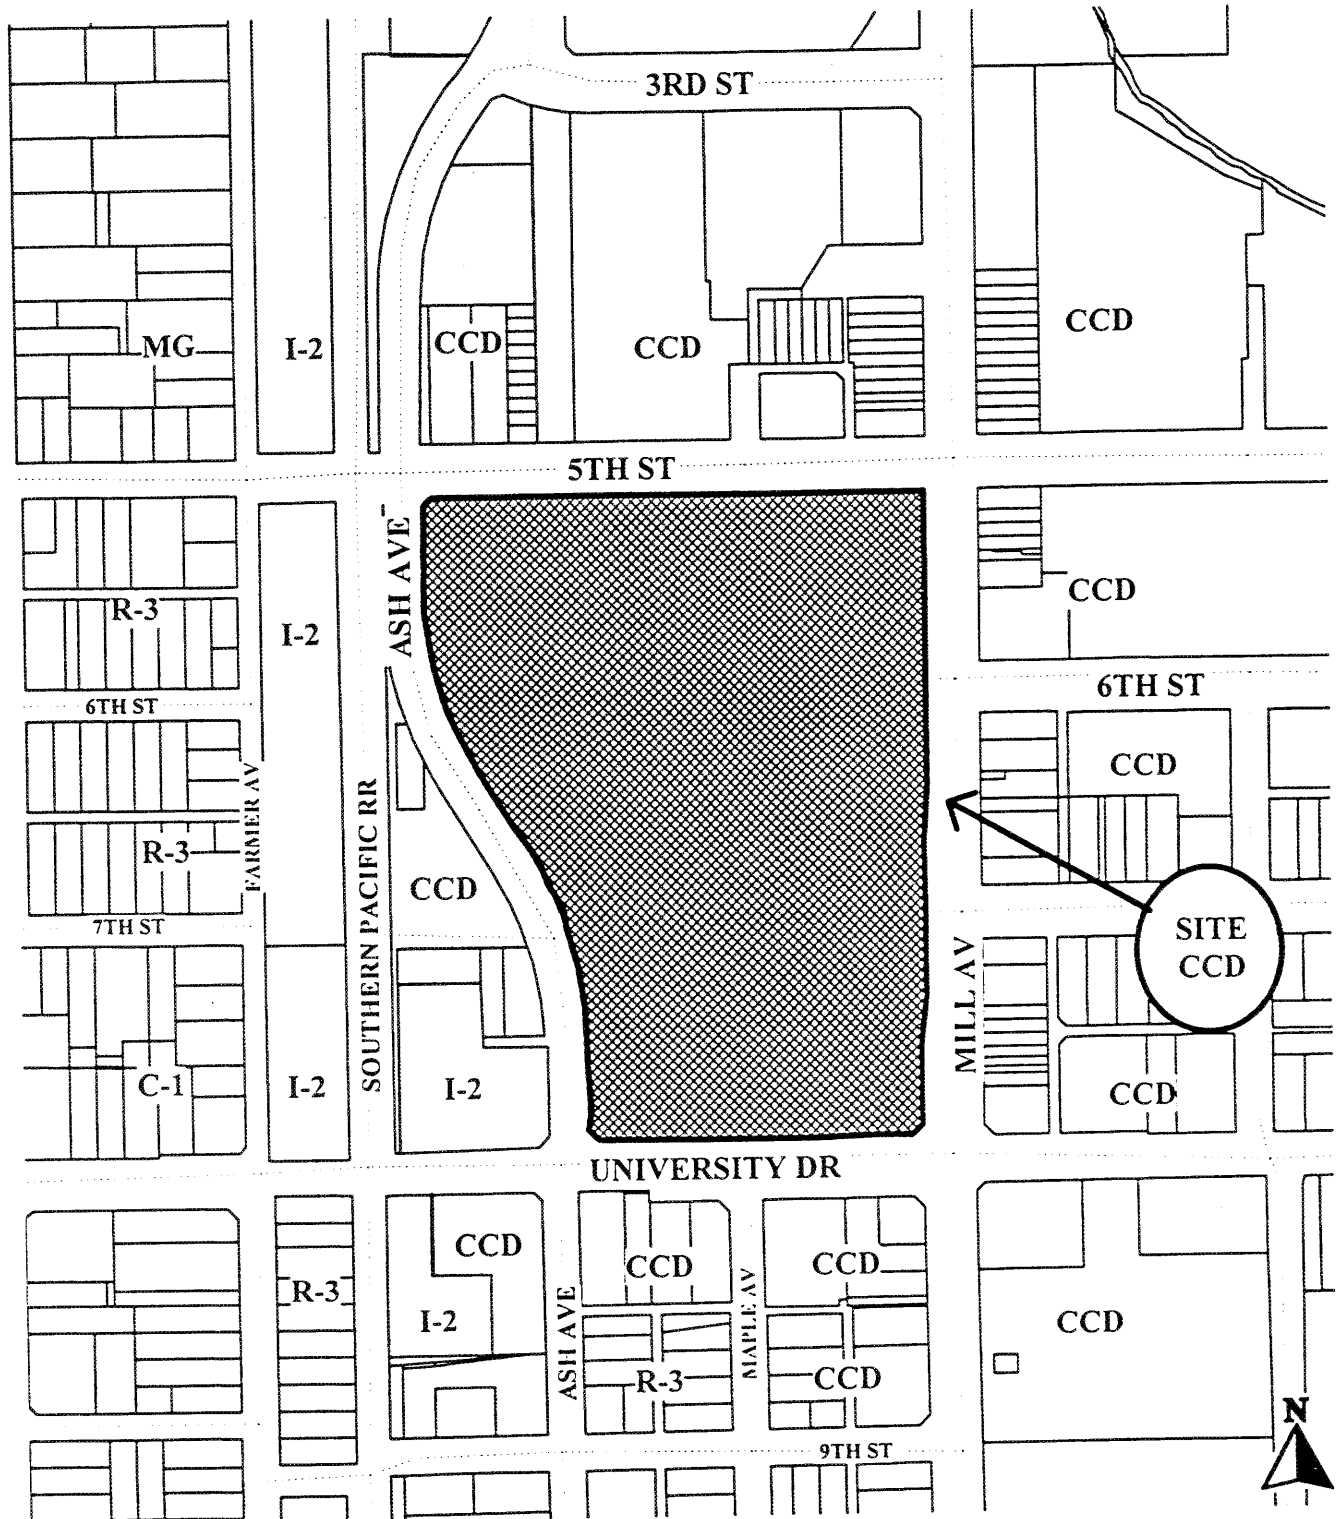 3RD ST
MG
I-2
CCD
CCD
CCD
5TH ST
ASH AVE
R-3
I-2
CCD
6TH ST
6TH ST
CCD
FARMER AV
SOUTHERN PACIFIC RR
R-3
CCD
SITE
CCD
7TH ST
MILL AV
C-1
I-2
I-2
CCD
UNIVERSITY DR
CCD
CCD
CCD
R-3
I-2
ASH AVE
MAPLE AV
CCD
R-3
CCD
N
9TH ST